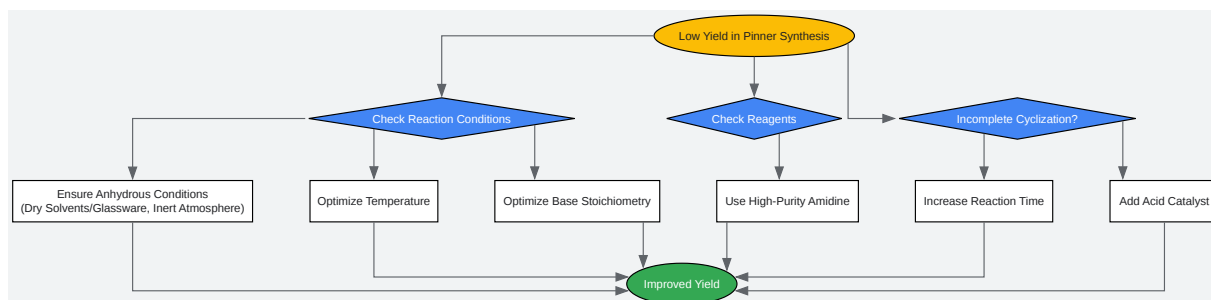 Low Yield in Pinner Synthesis
Check Reaction Conditions
Check Reagents
Incomplete Cyclization?
Ensure Anhydrous Conditions
(Dry Solvents/Glassware, Inert Atmosphere)
Optimize Temperature
Optimize Base Stoichiometry
Use High-Purity Amidine
Increase Reaction Time
Add Acid Catalyst
Improved Yield